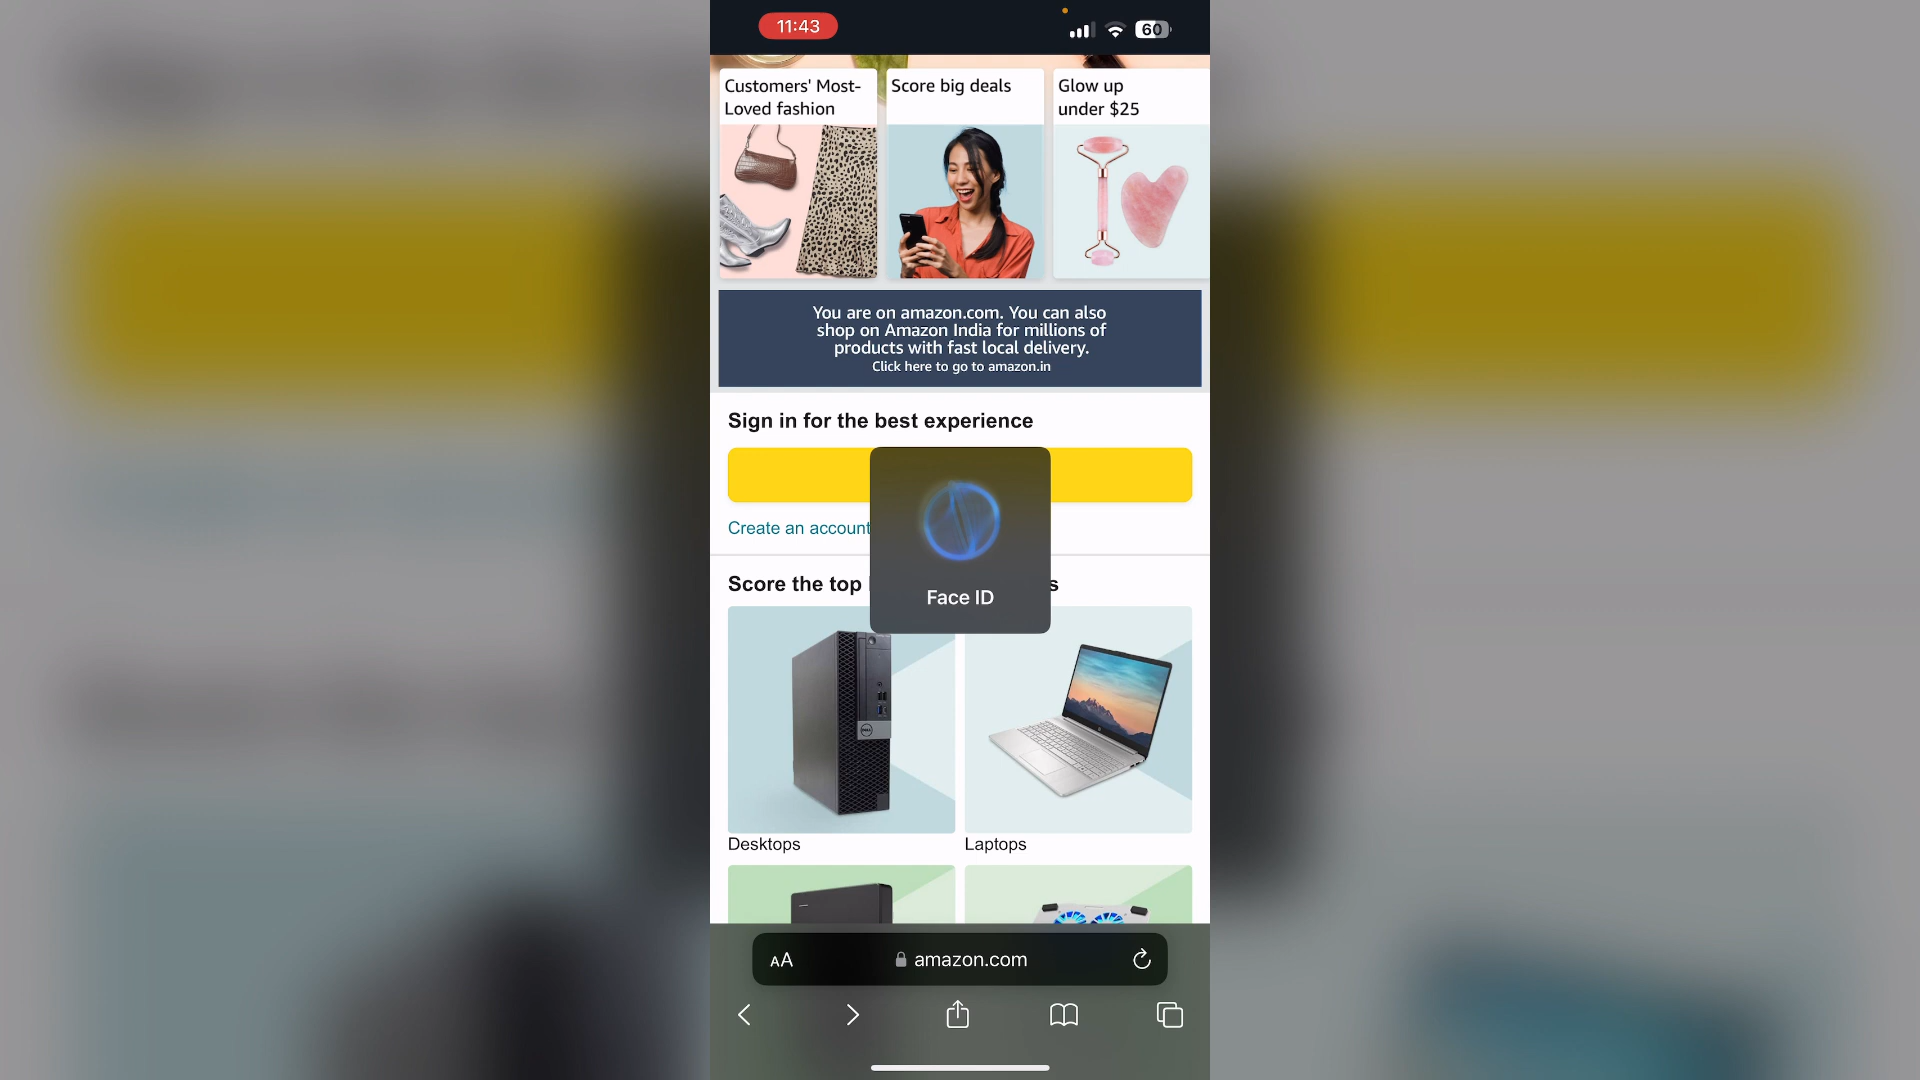 11:43
60
Customers' Most-
Loved fashion
Score big deals
Glow up
under $25
You are on amazon.com. You can also
shop on Amazon India for millions of
products with fast local delivery.
Click here to go to amazon.in
Sign in for the best experience
Create an account
Face ID
Score the top
s
DELL
Desktops
Laptops
AA
amazon.com